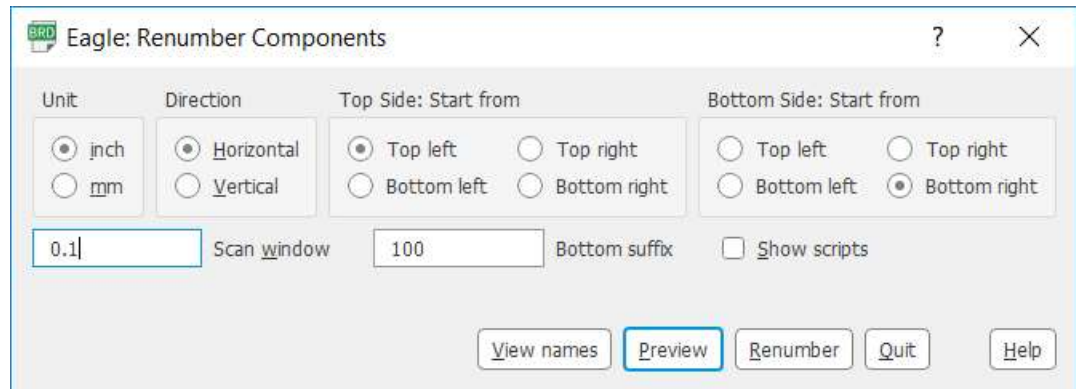 BRD Eagle: Renumber Components ?
Unit Direction Top Side: Start from Bottom Side: Start from
inch Horizontal Top left Top right Top left Top right
mm Vertical Bottom left Bottom right Bottom left Bottom right
0.1 Scan window 100 Bottom suffix Show scripts
View names Preview Renumber Quit Help